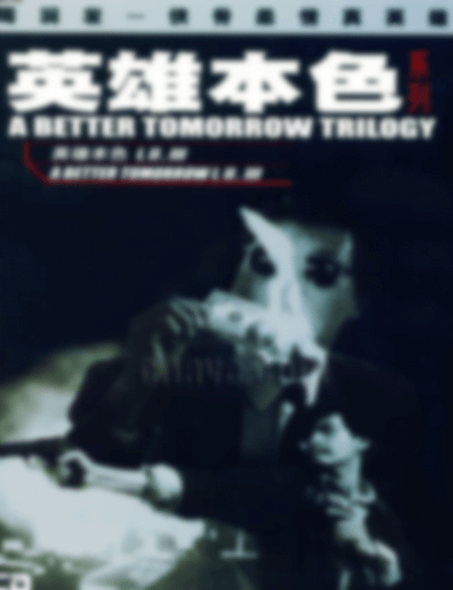 英雄本色
系列
A BETTER TOMORROW TRILOGY
英雄本色 I. II. III
A BETTER TOMORROW I. II. III